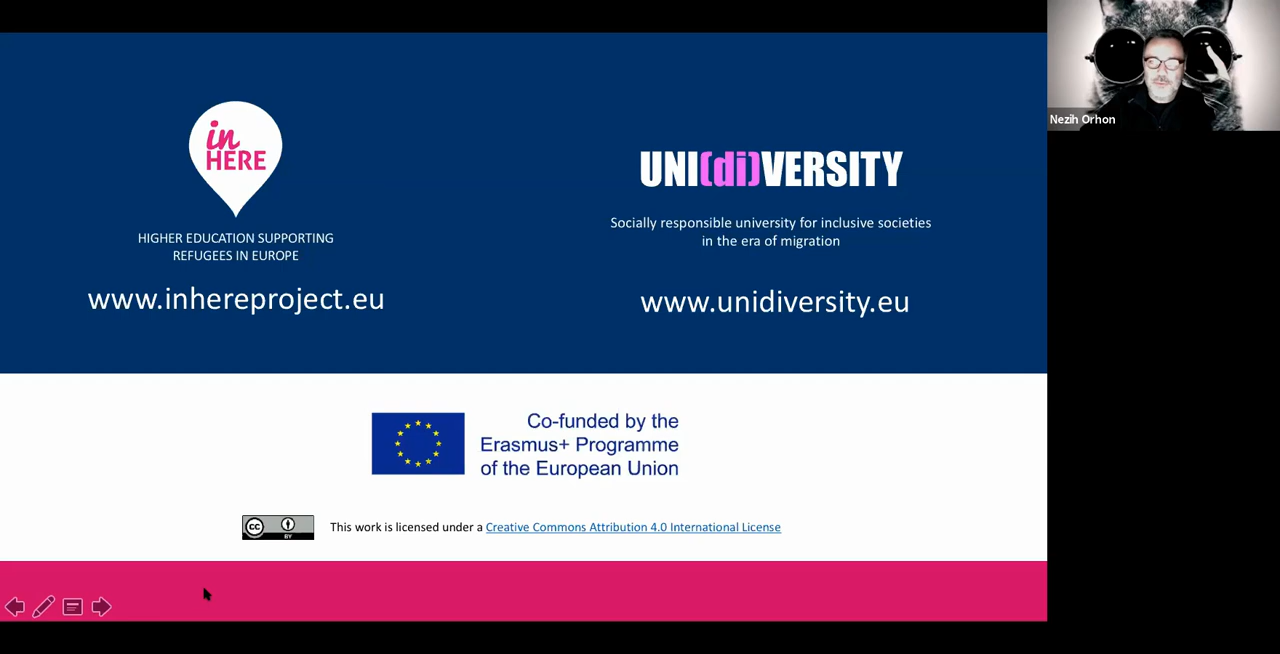 in
HERE
HIGHER EDUCATION SUPPORTING
REFUGEES IN EUROPE
www.inhereproject.eu
UNI(di)VERSITY
Socially responsible university for inclusive societies
in the era of migration
www.unidiversity.eu
Nezih Orhon
Co-funded by the
Erasmus+ Programme
of the European Union
CC
BY
This work is licensed under a Creative Commons Attribution 4.0 International License